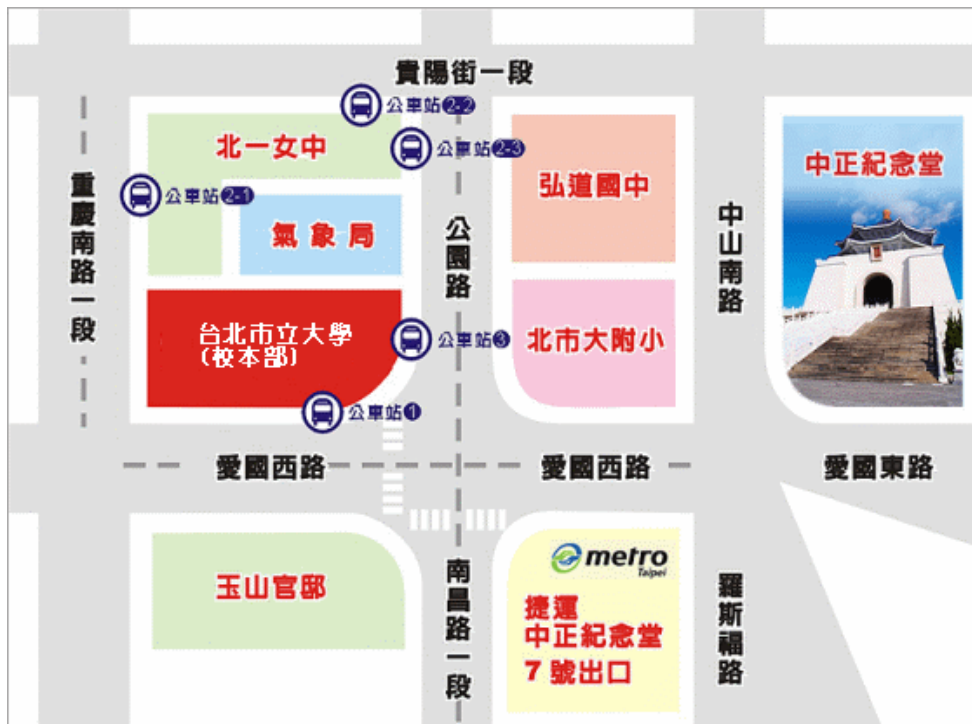 貴陽街一段
公車站2-2
北一女中
公車站2-3
弘道國中
中正紀念堂
重慶南路一段
公車站2-1
氣象局
公園路
中山南路
台北市立大學
(校本部)
公車站3
北市大附小
公車站1
愛國西路
愛國西路
愛國東路
玉山官邸
南昌路一段
metro
Taipei
捷運
中正紀念堂
7號出口
羅斯福路